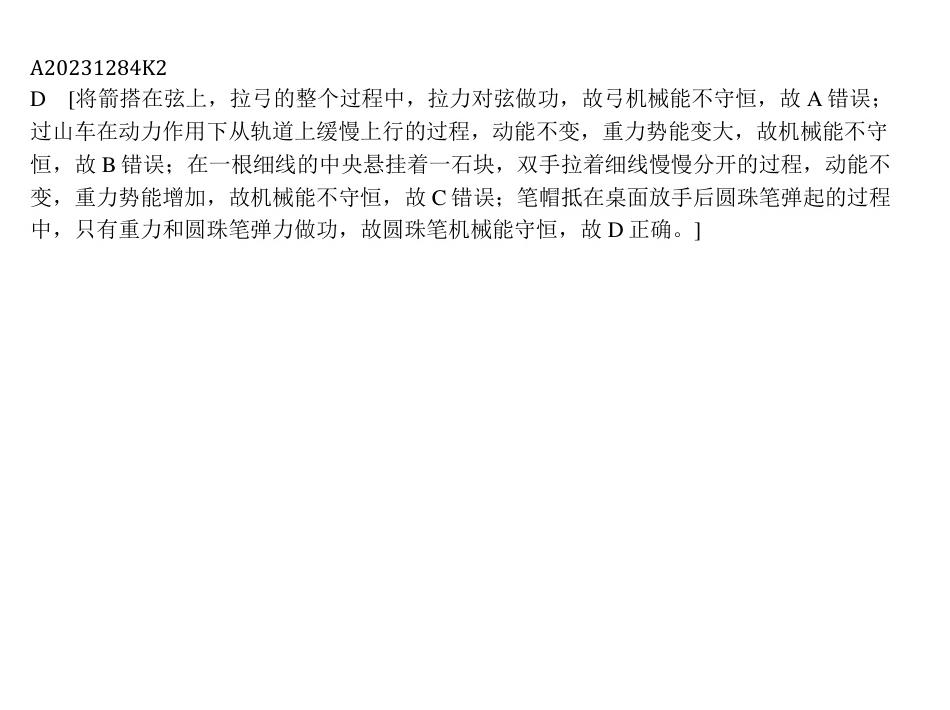 A20231284K2
D [将箭搭在弦上，拉弓的整个过程中，拉力对弦做功，故弓机械能不守恒，故 A 错误；
过山车在动力作用下从轨道上缓慢上行的过程，动能不变，重力势能变大，故机械能不守
恒，故 B 错误；在一根细线的中央悬挂着一石块，双手拉着细线慢慢分开的过程，动能不
变，重力势能增加，故机械能不守恒，故 C 错误；笔帽抵在桌面放手后圆珠笔弹起的过程
中，只有重力和圆珠笔弹力做功，故圆珠笔机械能守恒，故 D 正确。]